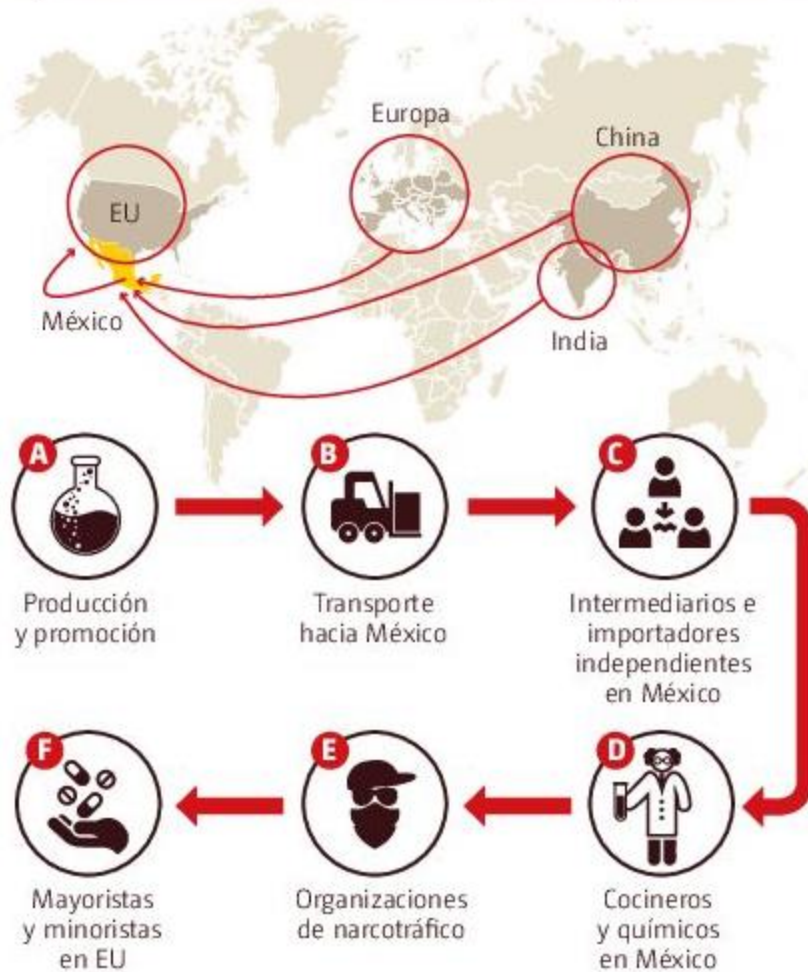 Europa
China
EU
México
India
A
Producción
y promoción
B
Transporte
hacia México
C
Intermediarios e
importadores
independientes
en México
F
Mayoristas
y minoristas
en EU
E
Organizaciones
de narcotráfico
D
Cocineros
y químicos
en México